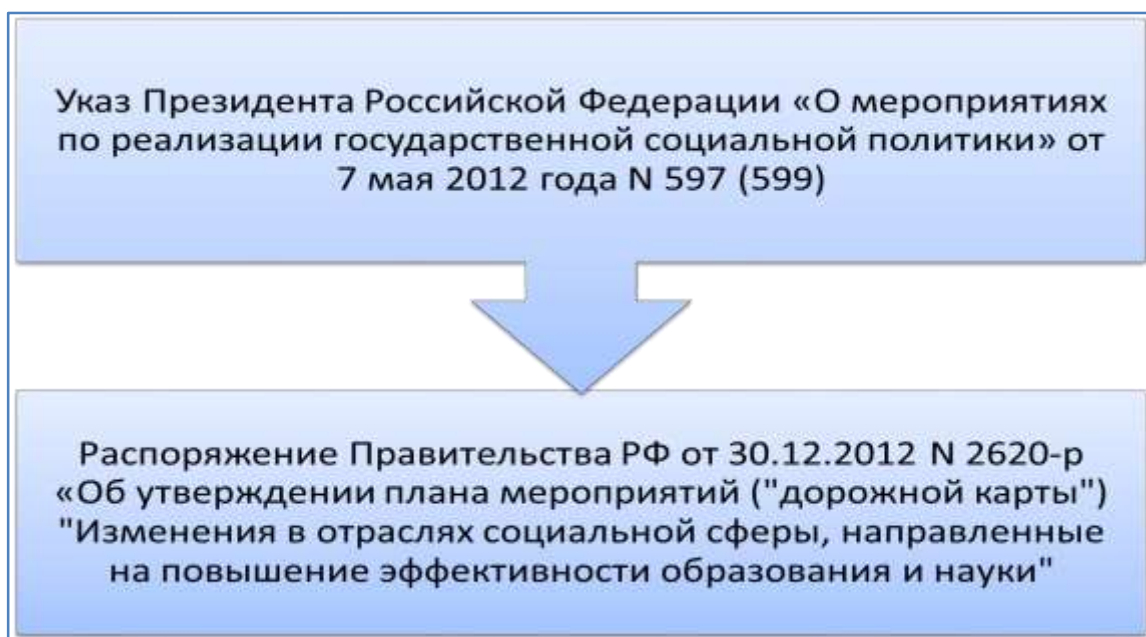 Указ Президента Российской Федерации «О мероприятиях
по реализации государственной социальной политики» от
7 мая 2012 года N 597 (599)
Распоряжение Правительства РФ от 30.12.2012 N 2620-р
«Об утверждении плана мероприятий ("дорожной карты")
"Изменения в отраслях социальной сферы, направленные
на повышение эффективности образования и науки"